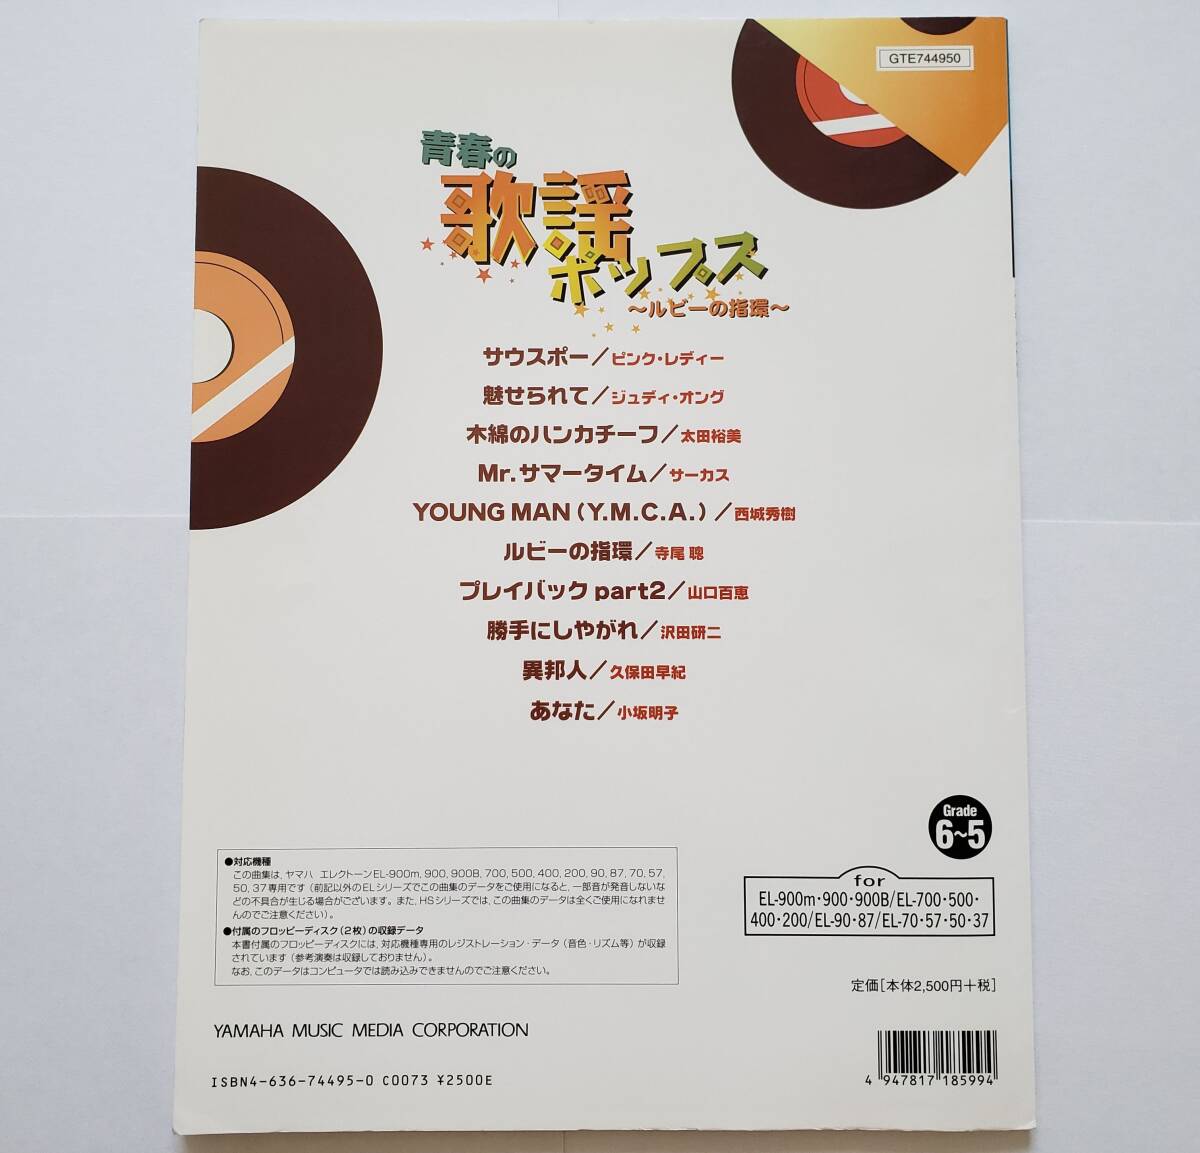 GTE744950
青春の
歌謡
ポップス
～ルビーの指環～
サウスポー／ピンク・レディー
魅せられて／ジュディ・オング
木綿のハンカチーフ／太田裕美
Mr.サマータイム／サーカス
YOUNG MAN(Y.M.C.A.)／西城秀樹
ルビーの指環／寺尾 聰
プレイバック part2／山口百恵
勝手にしやがれ／沢田研二
異邦人／久保田早紀
あなた／小坂明子
Grade
6〜5
●対応機種
この曲集は、ヤマハ エレクトーンEL-900m, 900, 900B, 700, 500, 400, 200, 90, 87, 70, 57,
50, 37専用です（前記以外のELシリーズでこの曲集のデータをご使用になると、一部音が発音しないな
どの不具合が生じる場合がございます。また、HSシリーズでは、この曲集のデータは全くご使用になれませ
んのでご注意ください）。
●付属のフロッピーディスク（2枚）の収録データ
本書付属のフロッピーディスクには、対応機種専用のレジストレーション・データ（音色・リズム等）が収録
されています（参考演奏は収録しておりません）。
なお、このデータはコンピュータでは読み込みできませんのでご注意ください。
for
EL-900m・900・900B/EL-700・500・
400・200/EL-90・87/EL-70・57・50・37
定価[本体2,500円＋税]
YAMAHA MUSIC MEDIA CORPORATION
ISBN4-636-74495-0 C0073 ¥2500E
4 947817 185994